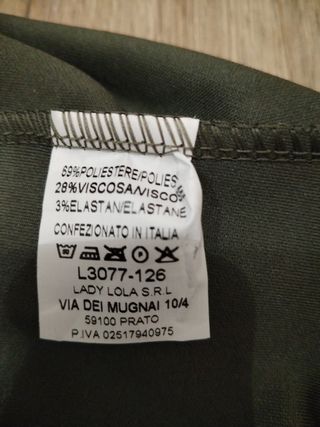 69%POLIESTERE/POLIES
28%VISCOSA/VISCO
3%ELASTAN/ELASTANE
CONFEZIONATO IN ITALIA
L3077-126
LADY LOLA S.R.L
VIA DEI MUGNAI 10/4
59100 PRATO
P.IVA 02517940975